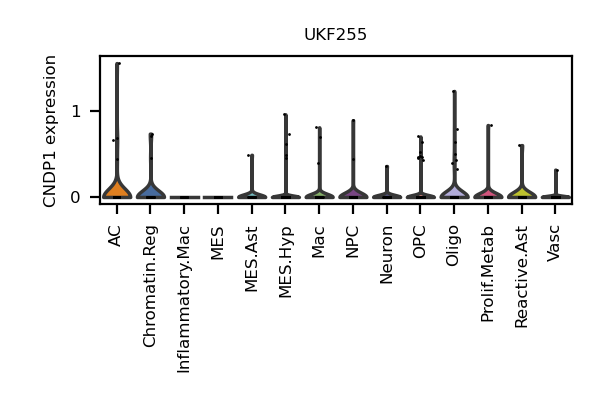 UKF255
CNDP1 expression
1
0
AC
Chromatin.Reg
Inflammatory.Mac
MES
MES.Ast
MES.Hyp
Mac
NPC
Neuron
OPC
Oligo
Prolif.Metab
Reactive.Ast
Vasc